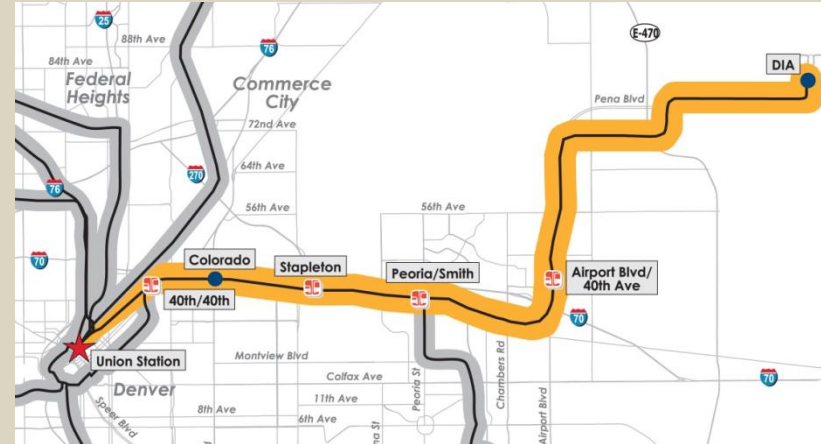 25
88th Ave
76
E-470
84th Ave
Federal
Heights
Commerce
City
DIA
Pena Blvd
72nd Ave
64th Ave
270
76
56th Ave
56th Ave
70
Colorado
Stapleton
Peoria/Smith
Airport Blvd/
40th Ave
40th/40th
70
Union Station
Montview Blvd
Denver
Colfax Ave
70
11th Ave
8th Ave
6th Ave
Speer Blvd
Peoria St
Chambers Rd
Airport Blvd